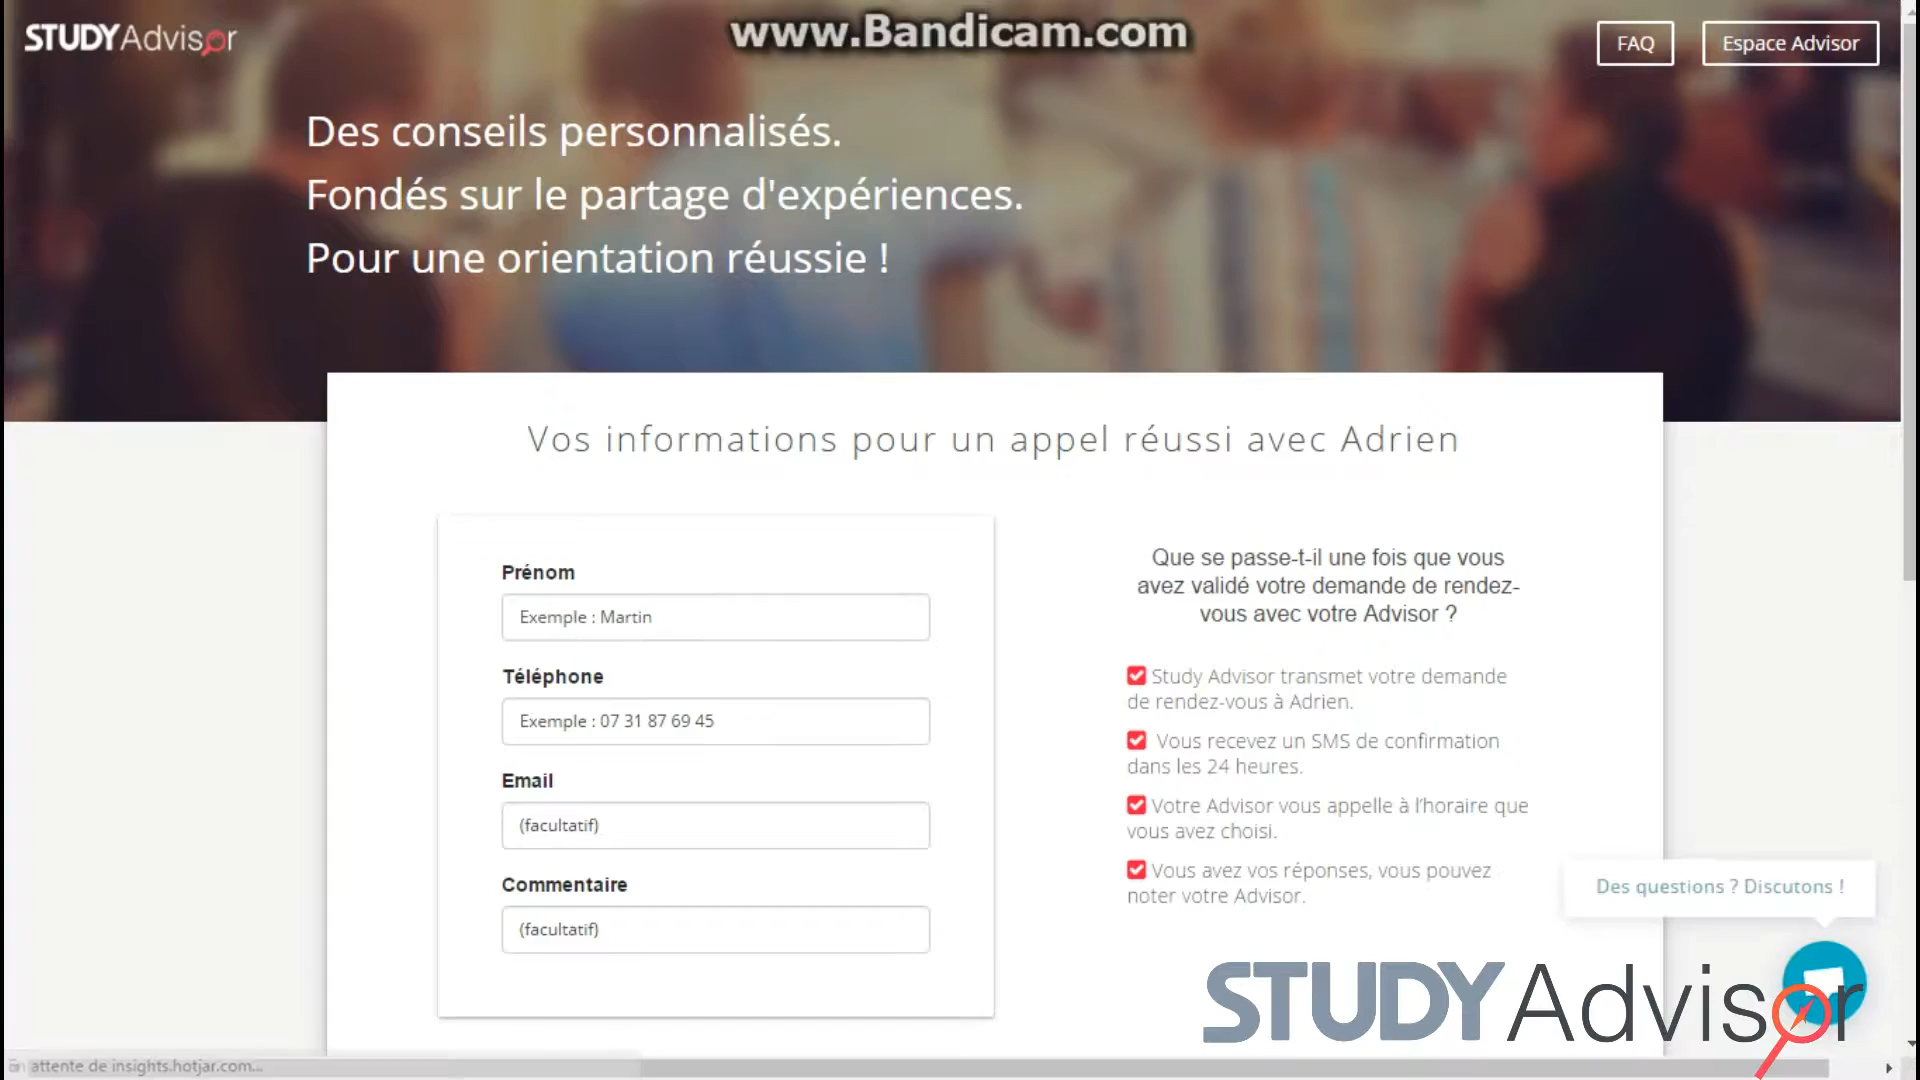 STUDYAdvisor
www.Bandicam.com
FAQ
Espace Advisor
Des conseils personnalisés.
Fondés sur le partage d'expériences.
Pour une orientation réussie !
Vos informations pour un appel réussi avec Adrien
Prénom
Exemple : Martin
Téléphone
Exemple : 07 31 87 69 45
Email
(facultatif)
Commentaire
(facultatif)
Que se passe-t-il une fois que vous
avez validé votre demande de rendez-
vous avec votre Advisor ?
Study Advisor transmet votre demande
de rendez-vous à Adrien.
Vous recevez un SMS de confirmation
dans les 24 heures.
Votre Advisor vous appelle à l’horaire que
vous avez choisi.
Vous avez vos réponses, vous pouvez
noter votre Advisor.
Des questions ? Discutons !
STUDYAdvisor
En attente de insights.hotjar.com...